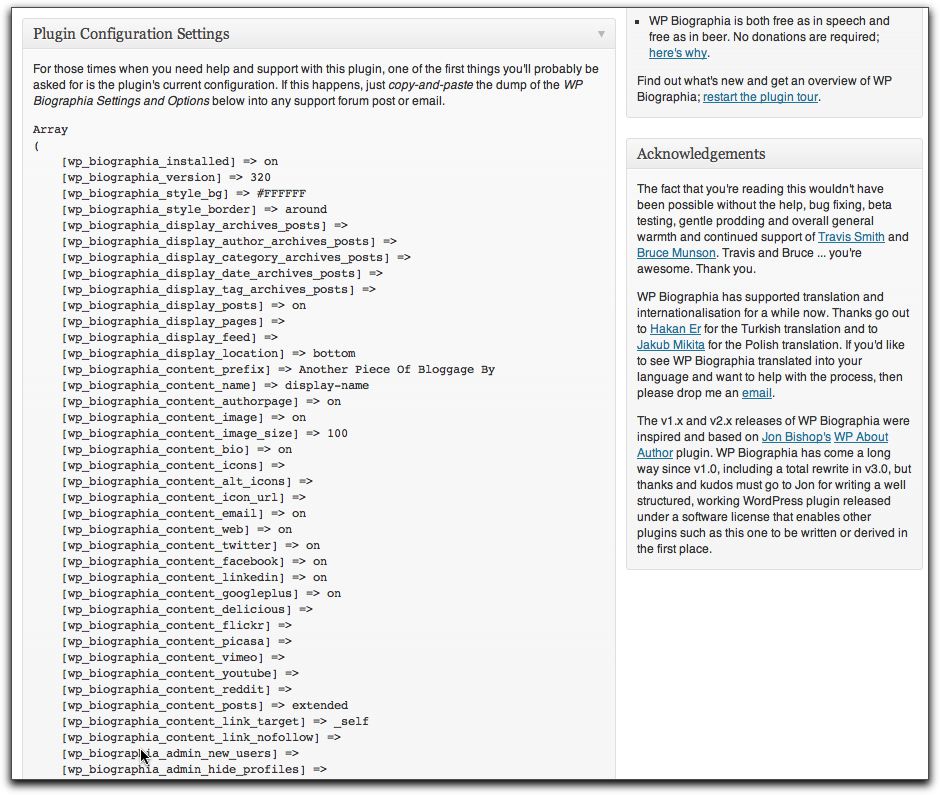 Plugin Configuration Settings
For those times when you need help and support with this plugin, one of the first things you'll probably be
asked for is the plugin's current configuration. If this happens, just copy-and-paste the dump of the WP
Biographia Settings and Options below into any support forum post or email.
Array
(
[wp_biographia_installed] => on
[wp_biographia_version] => 320
[wp_biographia_style_bg] => #FFFFFF
[wp_biographia_style_border] => around
[wp_biographia_display_archives_posts] =>
[wp_biographia_display_author_archives_posts] =>
[wp_biographia_display_category_archives_posts] =>
[wp_biographia_display_date_archives_posts] =>
[wp_biographia_display_tag_archives_posts] =>
[wp_biographia_display_posts] => on
[wp_biographia_display_pages] =>
[wp_biographia_display_feed] =>
[wp_biographia_display_location] => bottom
[wp_biographia_content_prefix] => Another Piece Of Bloggage By
[wp_biographia_content_name] => display-name
[wp_biographia_content_authorpage] => on
[wp_biographia_content_image] => on
[wp_biographia_content_image_size] => 100
[wp_biographia_content_bio] => on
[wp_biographia_content_icons] =>
[wp_biographia_content_alt_icons] =>
[wp_biographia_content_icon_url] =>
[wp_biographia_content_email] => on
[wp_biographia_content_web] => on
[wp_biographia_content_twitter] => on
[wp_biographia_content_facebook] => on
[wp_biographia_content_linkedin] => on
[wp_biographia_content_googleplus] => on
[wp_biographia_content_delicious] =>
[wp_biographia_content_flickr] =>
[wp_biographia_content_picasa] =>
[wp_biographia_content_vimeo] =>
[wp_biographia_content_youtube] =>
[wp_biographia_content_reddit] =>
[wp_biographia_content_posts] => extended
[wp_biographia_content_link_target] => _self
[wp_biographia_content_link_nofollow] =>
[wp_biographia_admin_new_users] =>
[wp_biographia_admin_hide_profiles] =>
WP Biographia is both free as in speech and
free as in beer. No donations are required;
here's why.
Find out what's new and get an overview of WP
Biographia; restart the plugin tour.
Acknowledgements
The fact that you're reading this wouldn't have
been possible without the help, bug fixing, beta
testing, gentle prodding and overall general
warmth and continued support of Travis Smith and
Bruce Munson. Travis and Bruce ... you're
awesome. Thank you.
WP Biographia has supported translation and
internationalisation for a while now. Thanks go out
to Hakan Er for the Turkish translation and to
Jakub Mikita for the Polish translation. If you'd like
to see WP Biographia translated into your
language and want to help with the process, then
please drop me an email.
The v1.x and v2.x releases of WP Biographia were
inspired and based on Jon Bishop's WP About
Author plugin. WP Biographia has come a long
way since v1.0, including a total rewrite in v3.0, but
thanks and kudos must go to Jon for writing a well
structured, working WordPress plugin released
under a software license that enables other
plugins such as this one to be written or derived in
the first place.